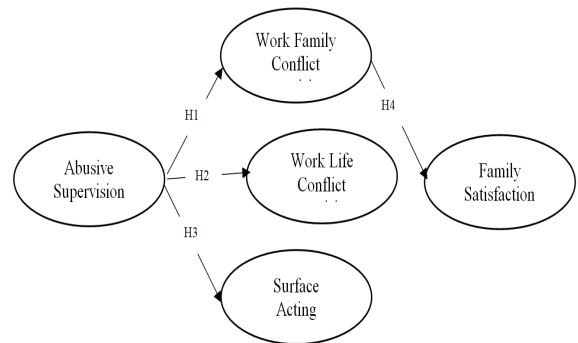 Work Family
Conflict
H1
H4
Abusive
Supervision
H2
Work Life
Conflict
Family
Satisfaction
H3
Surface
Acting